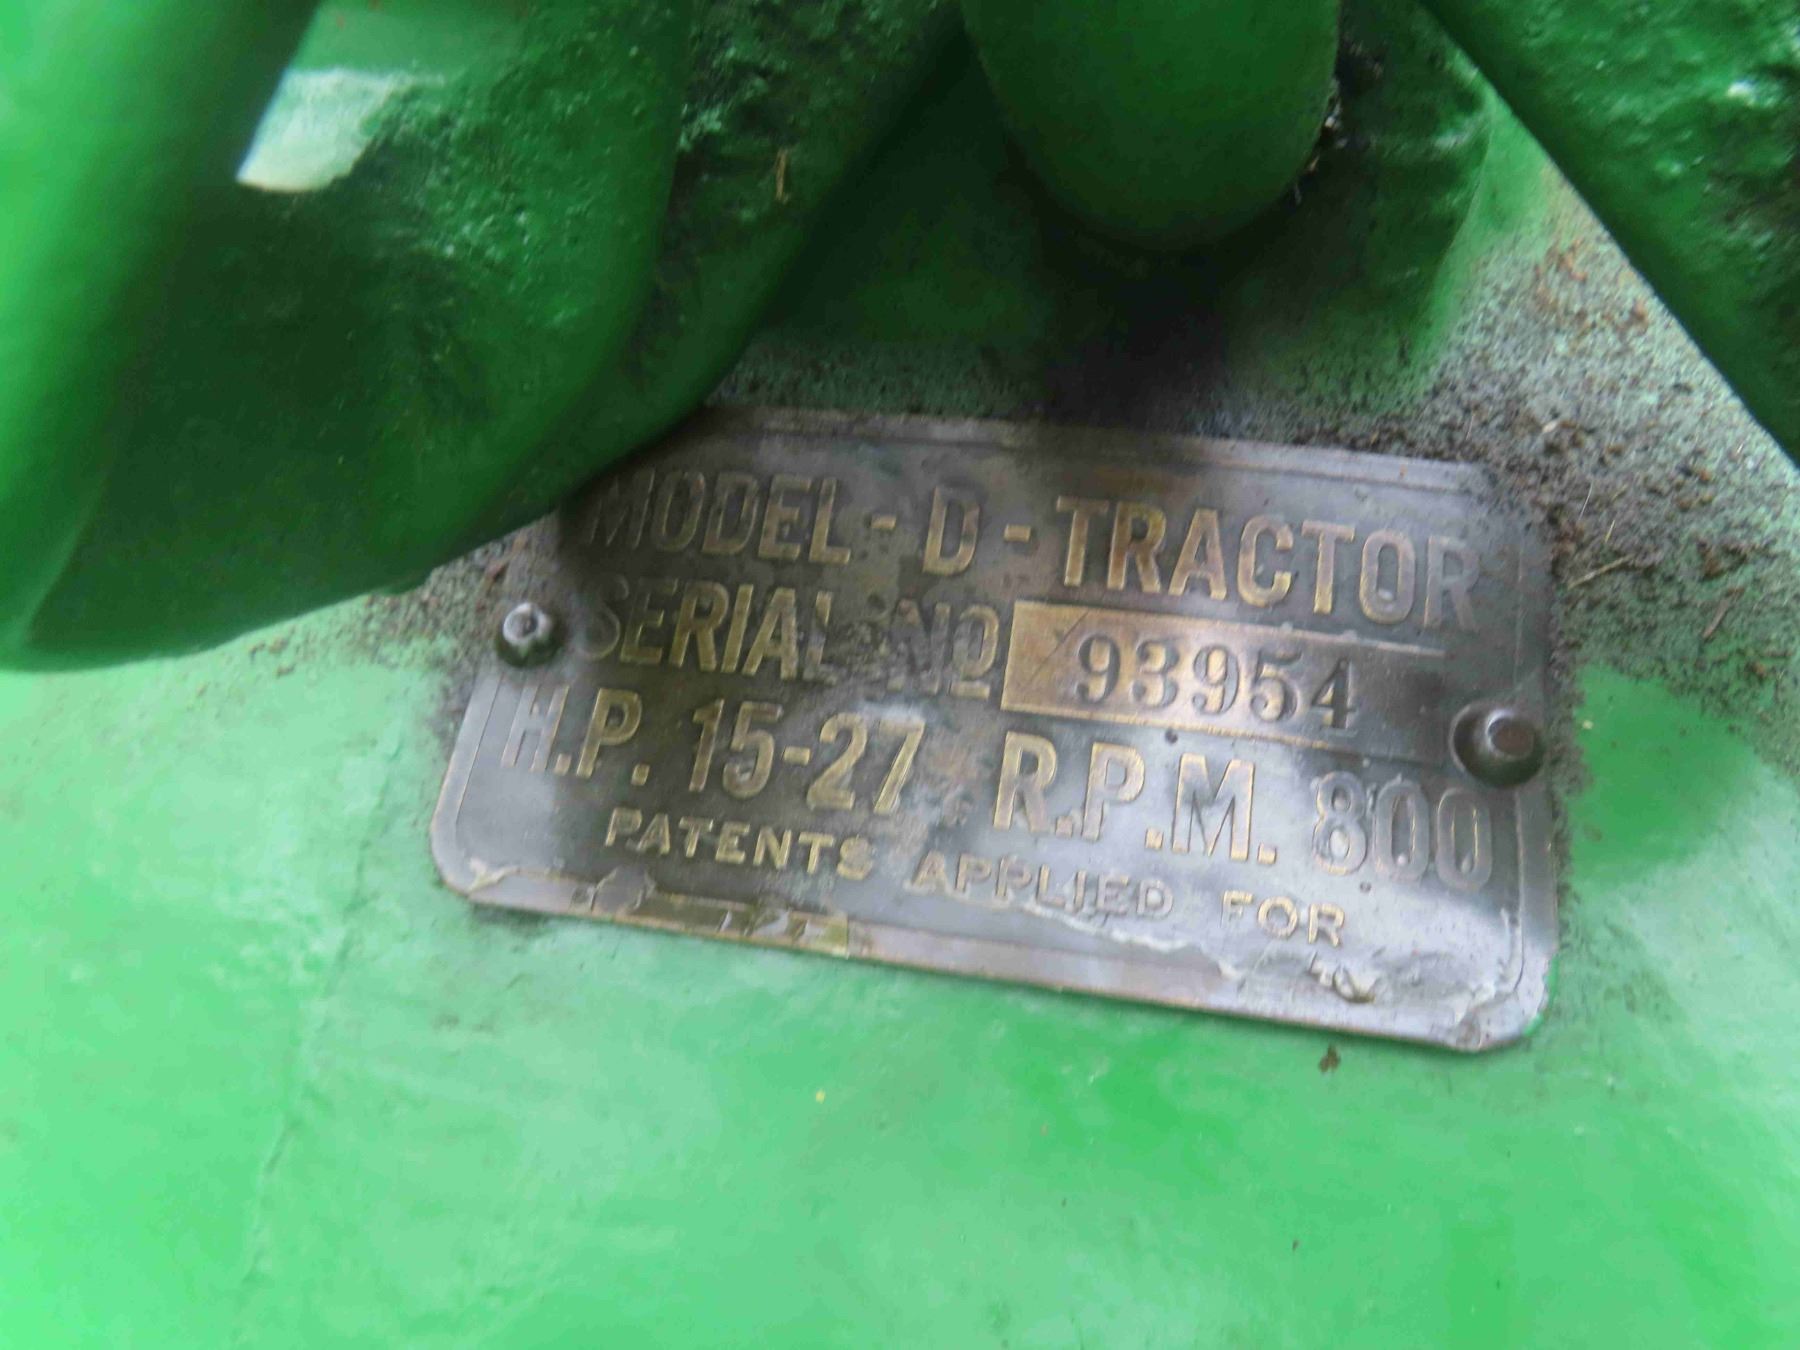 MODEL-D-TRACTOR
SERIAL No 93954
H.P. 15-27 R.P.M. 800
PATENTS APPLIED FOR